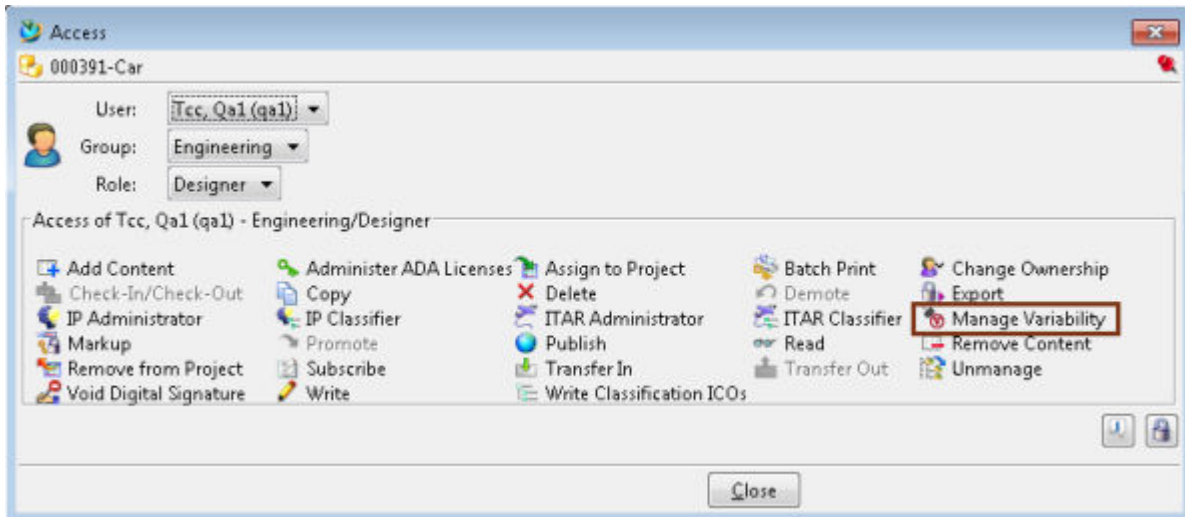 Access
000391-Car
User: Tcc, Qa1 (qa1)
Group: Engineering
Role: Designer
Access of Tcc, Qa1 (qa1) - Engineering/Designer
Add Content Administer ADA Licenses Assign to Project Batch Print Change Ownership
Check-In/Check-Out Copy Delete Demote Export
IP Administrator IP Classifier ITAR Administrator ITAR Classifier Manage Variability
Markup Promote Publish Read Remove Content
Remove from Project Subscribe Transfer In Transfer Out Unmanage
Void Digital Signature Write Write Classification ICOs
Close